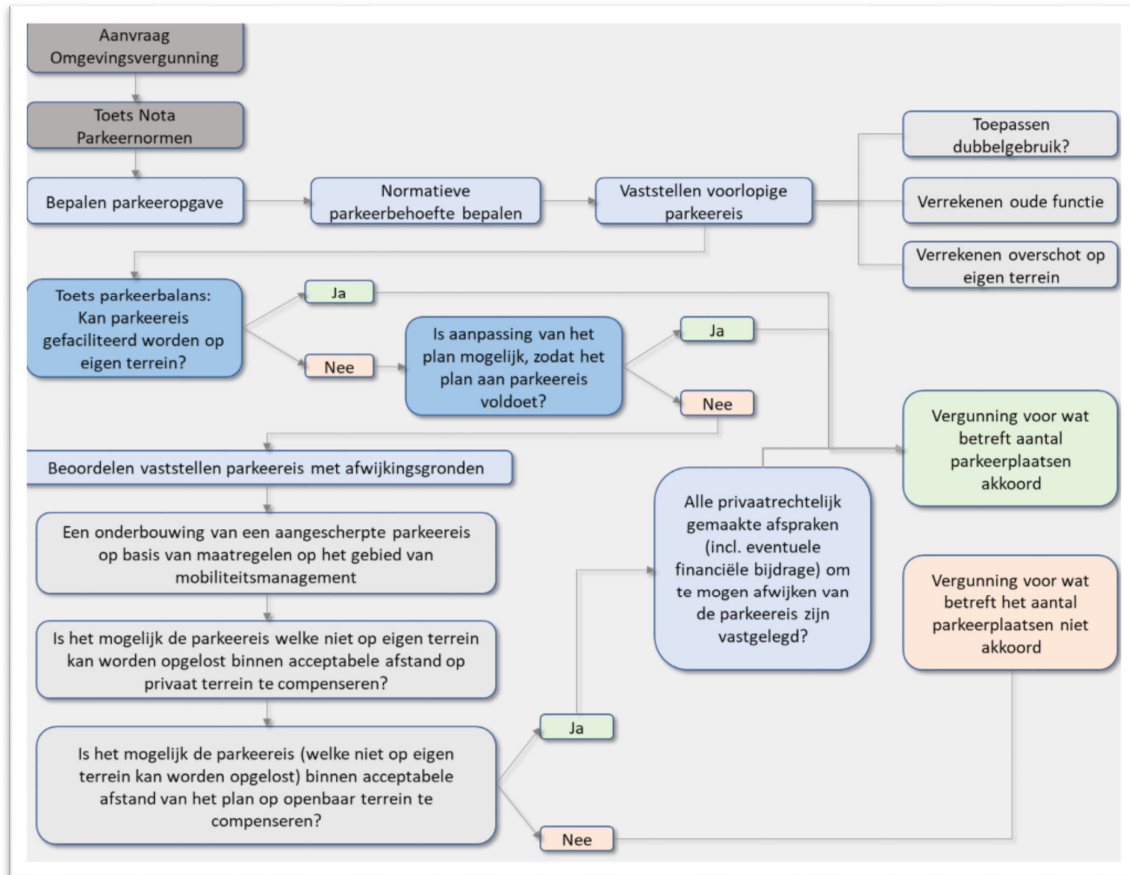 Aanvraag
Omgevingsvergunning
Toets Nota
Parkeernormen
Bepalen parkeeropgave
Normatieve
parkeerbehoefte bepalen
Vaststellen voorlopige
parkeereis
Toepassen
dubbelgebruik?
Verrekenen oude functie
Verrekenen overschot op
eigen terrein
Toets parkeerbalans:
Kan parkeereis
gefaciliteerd worden op
eigen terrein?
Ja
Nee
Is aanpassing van het
plan mogelijk, zodat het
plan aan parkeereis
voldoet?
Ja
Nee
Beoordelen vaststellen parkeereis met afwijkingsgronden
Een onderbouwing van een aangescherpte parkeereis
op basis van maatregelen op het gebied van
mobiliteitsmanagement
Is het mogelijk de parkeereis welke niet op eigen terrein
kan worden opgelost binnen acceptabele afstand op
privaat terrein te compenseren?
Is het mogelijk de parkeereis (welke niet op eigen
terrein kan worden opgelost) binnen acceptabele
afstand van het plan op openbaar terrein te
compenseren?
Ja
Nee
Alle privaatrechtelijk
gemaakte afspraken
(incl. eventuele
financiële bijdrage) om
te mogen afwijken van
de parkeereis zijn
vastgelegd?
Vergunning voor wat
betreft aantal
parkeerplaatsen
akkoord
Vergunning voor wat
betreft het aantal
parkeerplaatsen niet
akkoord